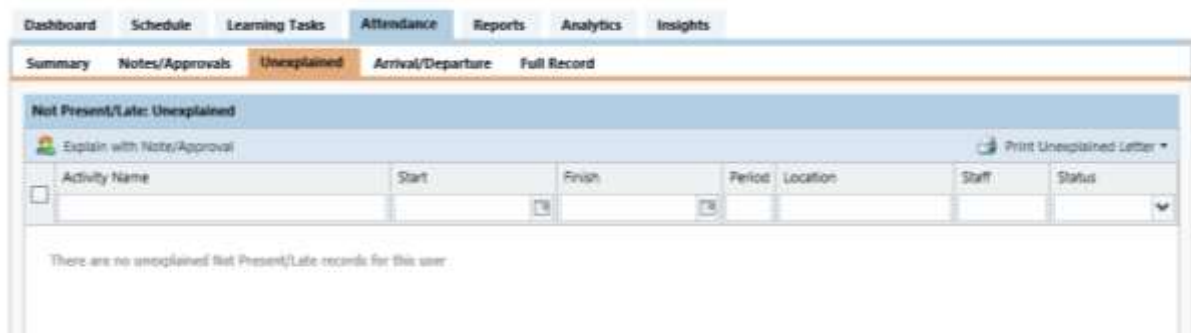 Dashboard Schedule Learning Tasks Attendance Reports Analytics Insights
Summary Notes/Approvals Unexplained Arrival/Departure Full Record
Not Present/Late: Unexplained
Explain with Note/Approval Print Unexplained Letter
Activity Name Start Finish Period Location Staff Status
There are no unexplained Not Present/Late records for this user